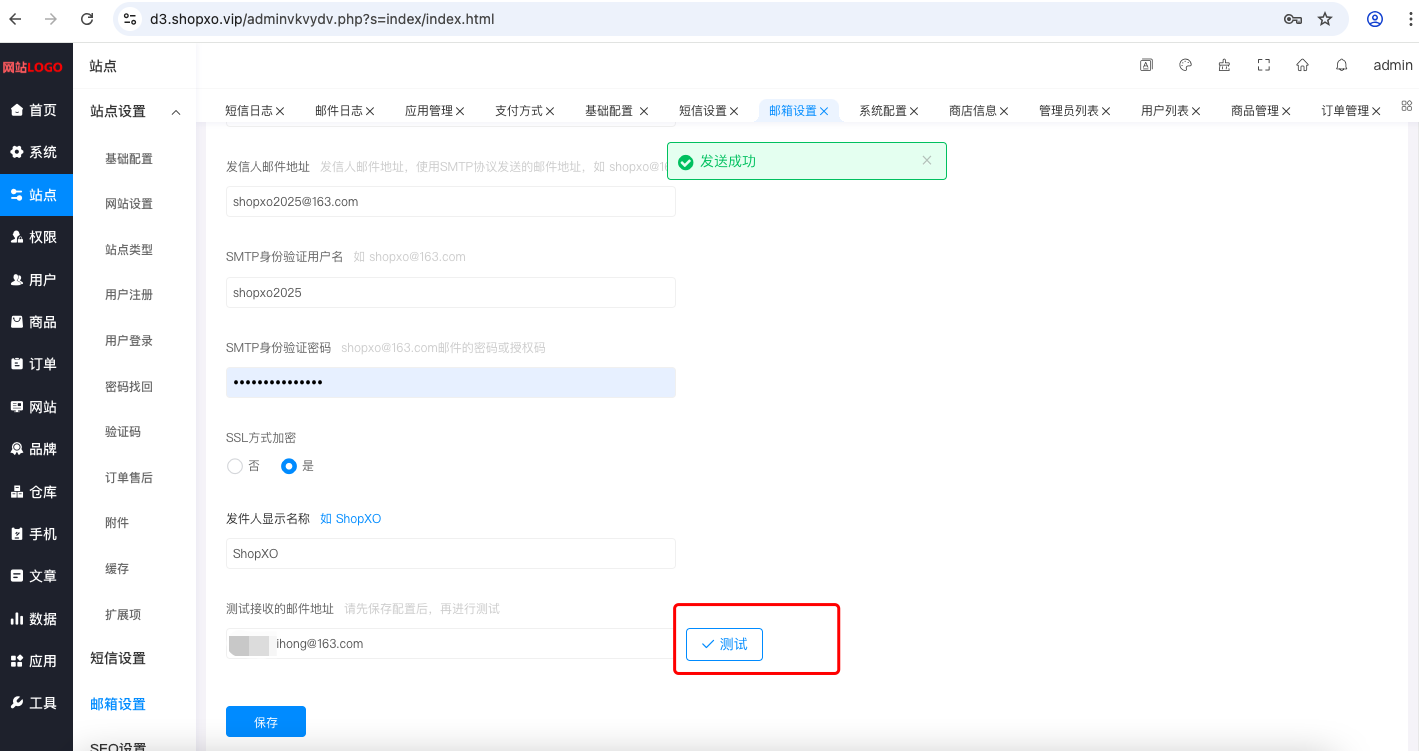 d3.shopxo.vip/adminvkvydv.php?s=index/index.html
网站LOGO
首页
系统
站点
权限
用户
商品
订单
网站
品牌
仓库
手机
文章
数据
应用
工具
站点
站点设置
基础配置
网站设置
站点类型
用户注册
用户登录
密码找回
验证码
订单售后
附件
缓存
扩展项
短信设置
邮箱设置
SEO设置
admin
短信日志 邮件日志 应用管理 支付方式 基础配置 短信设置 邮箱设置 系统配置 商店信息 管理员列表 用户列表 商品管理 订单管理
发送成功
发信人邮件地址 发信人邮件地址，使用SMTP协议发送的邮件地址，如 shopxo@16
shopxo2025@163.com
SMTP身份验证用户名 如 shopxo@163.com
shopxo2025
SMTP身份验证密码 shopxo@163.com邮件的密码或授权码
•••••••••••••••
SSL方式加密
否 是
发件人显示名称 如 ShopXO
ShopXO
测试接收的邮件地址 请先保存配置后，再进行测试
ihong@163.com 测试
保存